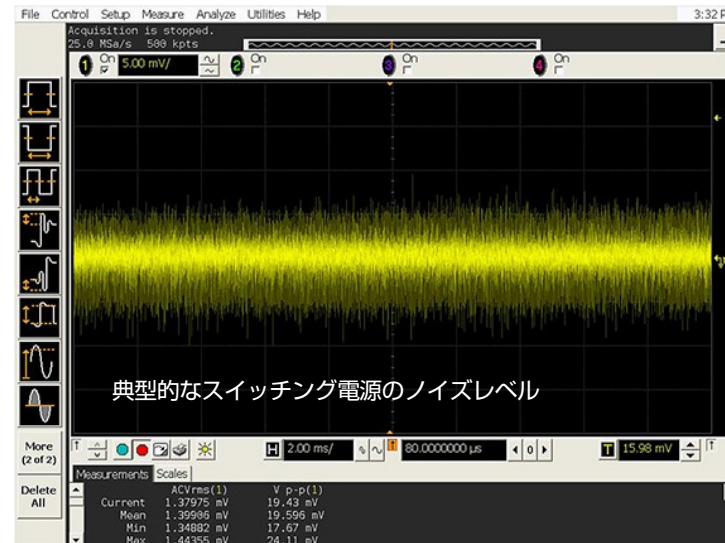 File Control Setup Measure Analyze Utilities Help 3:32 P
Acquisition is stopped.
25.0 MSa/s 500 kpts
1 On 5.00 mV/ 2 On 3 On 4 On
典型的なスイッチング電源のノイズレベル
More
(2 of 2)
H 2.00 ms/ 80.0000000 µs 0 T 15.98 mV
Measurements Scales
Delete
All
ACVrms(1) V p-p(1)
Current 1.37975 mV 19.43 mV
Mean 1.39906 mV 19.596 mV
Min 1.34882 mV 17.67 mV
Max 1.44355 mV 24.11 mV